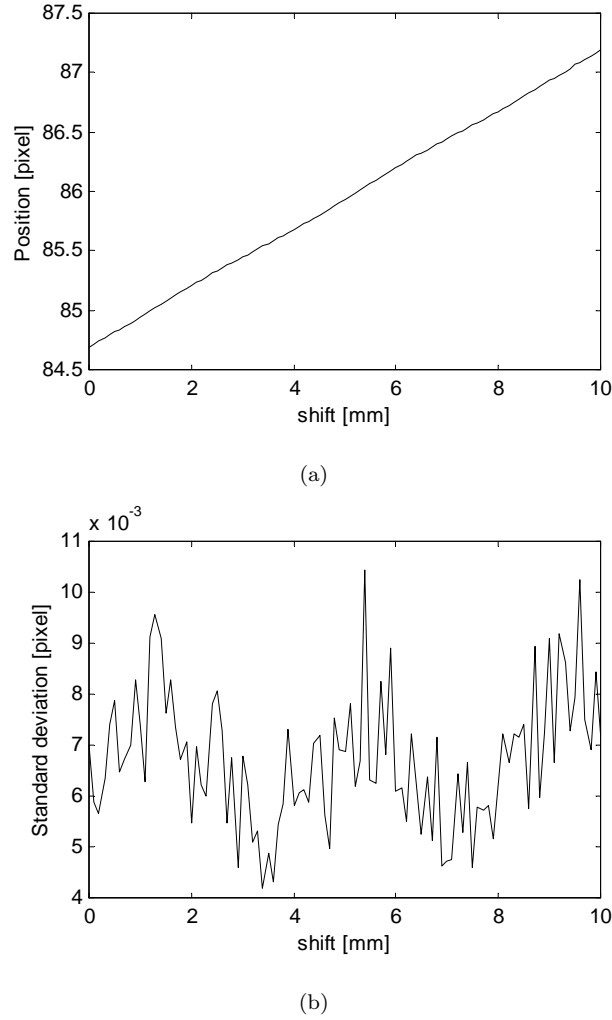 87.5
87
86.5
86
85.5
85
84.5
Position [pixel]
0 2 4 6 8 10
shift [mm]
(a)
x 10-3
11
10
9
8
7
6
5
4
Standard deviation [pixel]
0 2 4 6 8 10
shift [mm]
(b)